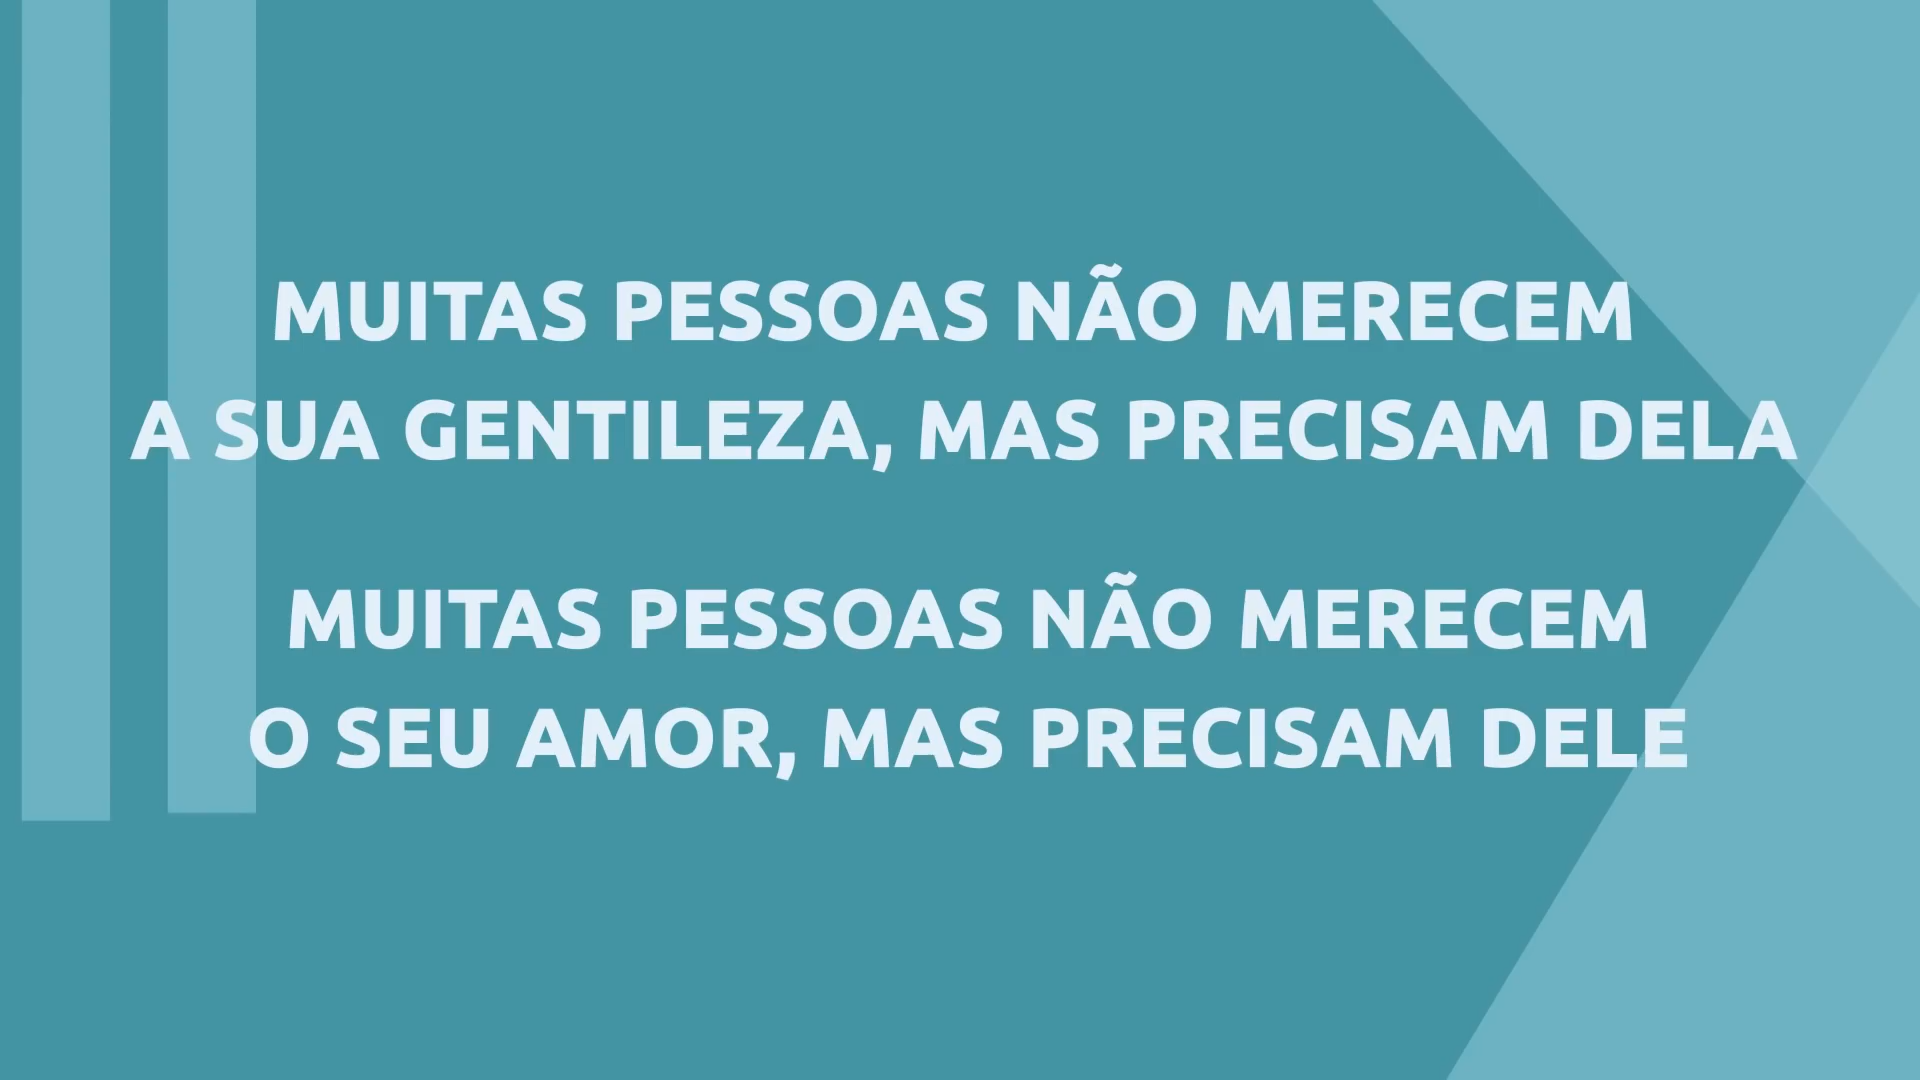 MUITAS PESSOAS NÃO MERECEM
A SUA GENTILEZA, MAS PRECISAM DELA
MUITAS PESSOAS NÃO MERECEM
O SEU AMOR, MAS PRECISAM DELE